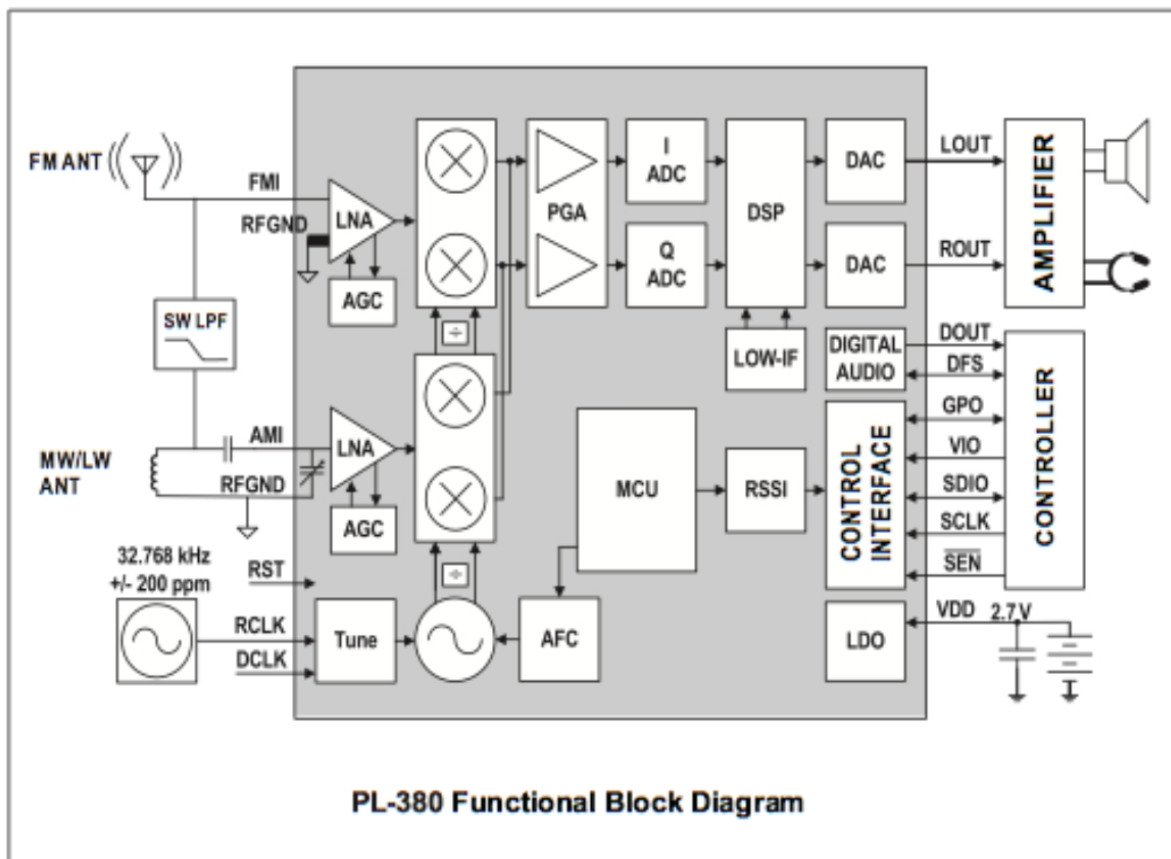 FM ANT
FMI
RFGND
LNA
AGC
SW LPF
÷
PGA
I
ADC
Q
ADC
DSP
LOW-IF
DAC
DAC
LOUT
ROUT
AMPLIFIER
DIGITAL
AUDIO
DOUT
DFS
GPO
VIO
SDIO
SCLK
SEN
CONTROL
INTERFACE
CONTROLLER
MW/LW
ANT
AMI
RFGND
LNA
AGC
÷
MCU
RSSI
32.768 kHz
+/- 200 ppm
RST
RCLK
DCLK
Tune
AFC
LDO
VDD
2.7 V
PL-380 Functional Block Diagram